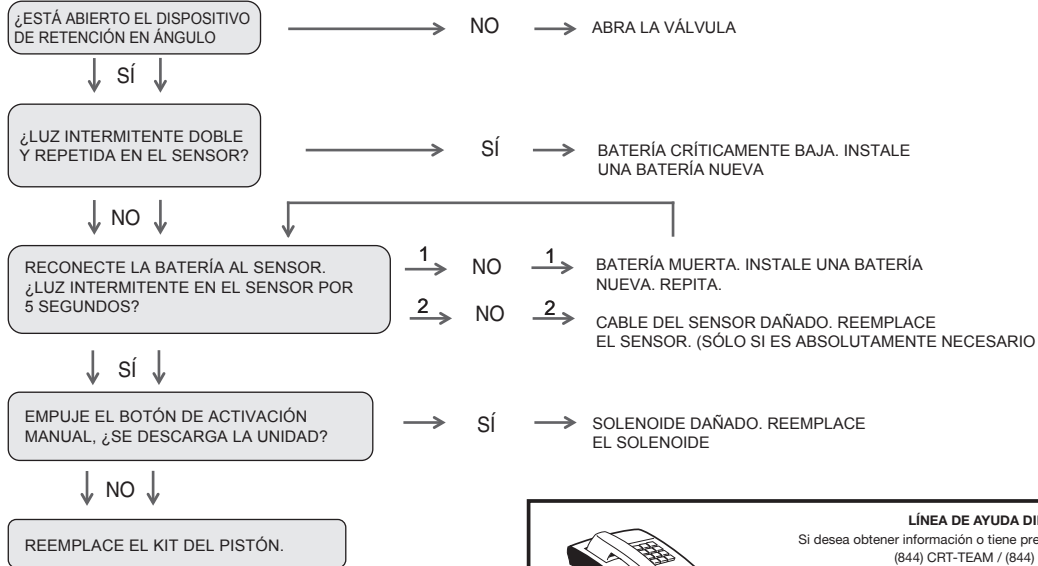 ¿ESTÁ ABIERTO EL DISPOSITIVO
DE RETENCIÓN EN ÁNGULO
NO
ABRA LA VÁLVULA
SÍ
¿LUZ INTERMITENTE DOBLE
Y REPETIDA EN EL SENSOR?
SÍ
BATERÍA CRÍTICAMENTE BAJA. INSTALE
UNA BATERÍA NUEVA
NO
RECONECTE LA BATERÍA AL SENSOR.
¿LUZ INTERMITENTE EN EL SENSOR POR
5 SEGUNDOS?
1 NO 1
BATERÍA MUERTA. INSTALE UNA BATERÍA
NUEVA. REPITA.
2 NO 2
CABLE DEL SENSOR DAÑADO. REEMPLACE
EL SENSOR. (SÓLO SI ES ABSOLUTAMENTE NECESARIO
SÍ
EMPUJE EL BOTÓN DE ACTIVACIÓN
MANUAL, ¿SE DESCARGA LA UNIDAD?
SÍ
SOLENOIDE DAÑADO. REEMPLACE
EL SOLENOIDE
NO
REEMPLACE EL KIT DEL PISTÓN.
LÍNEA DE AYUDA
Si desea obtener información o tiene
(844) CRT-TEAM / (844)